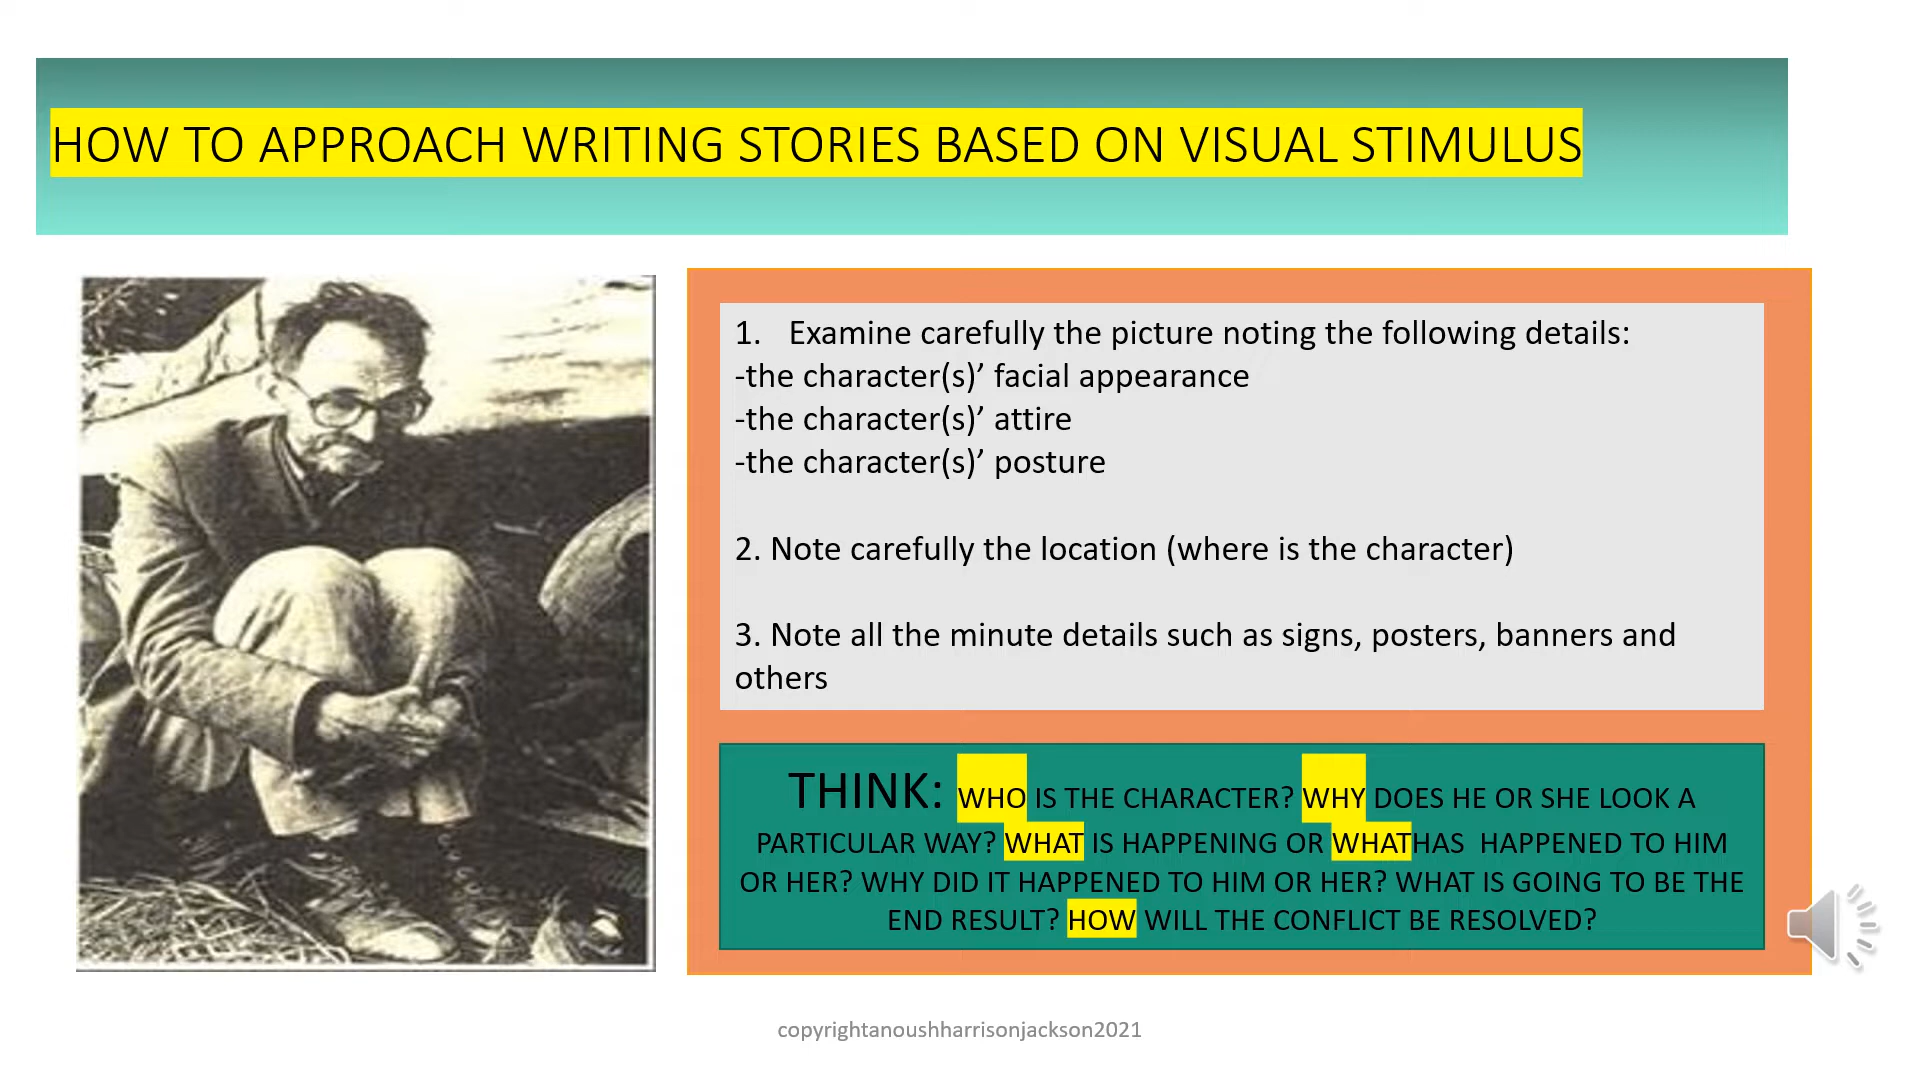 HOW TO APPROACH WRITING STORIES BASED ON VISUAL STIMULUS
1. Examine carefully the picture noting the following details:
-the character(s)’ facial appearance
-the character(s)’ attire
-the character(s)’ posture
2. Note carefully the location (where is the character)
3. Note all the minute details such as signs, posters, banners and
others
THINK: WHO IS THE CHARACTER? WHY DOES HE OR SHE LOOK A
PARTICULAR WAY? WHAT IS HAPPENING OR WHATHAS HAPPENED TO HIM
OR HER? WHY DID IT HAPPENED TO HIM OR HER? WHAT IS GOING TO BE THE
END RESULT? HOW WILL THE CONFLICT BE RESOLVED?
copyrightanoushharrisonjackson2021